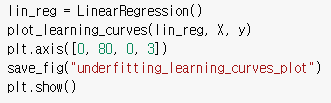 lin_reg = LinearRegression()
plot_learning_curves(lin_reg, X, y)
plt.axis([0, 80, 0, 3])
save_fig("underfitting_learning_curves_plot")
plt.show()